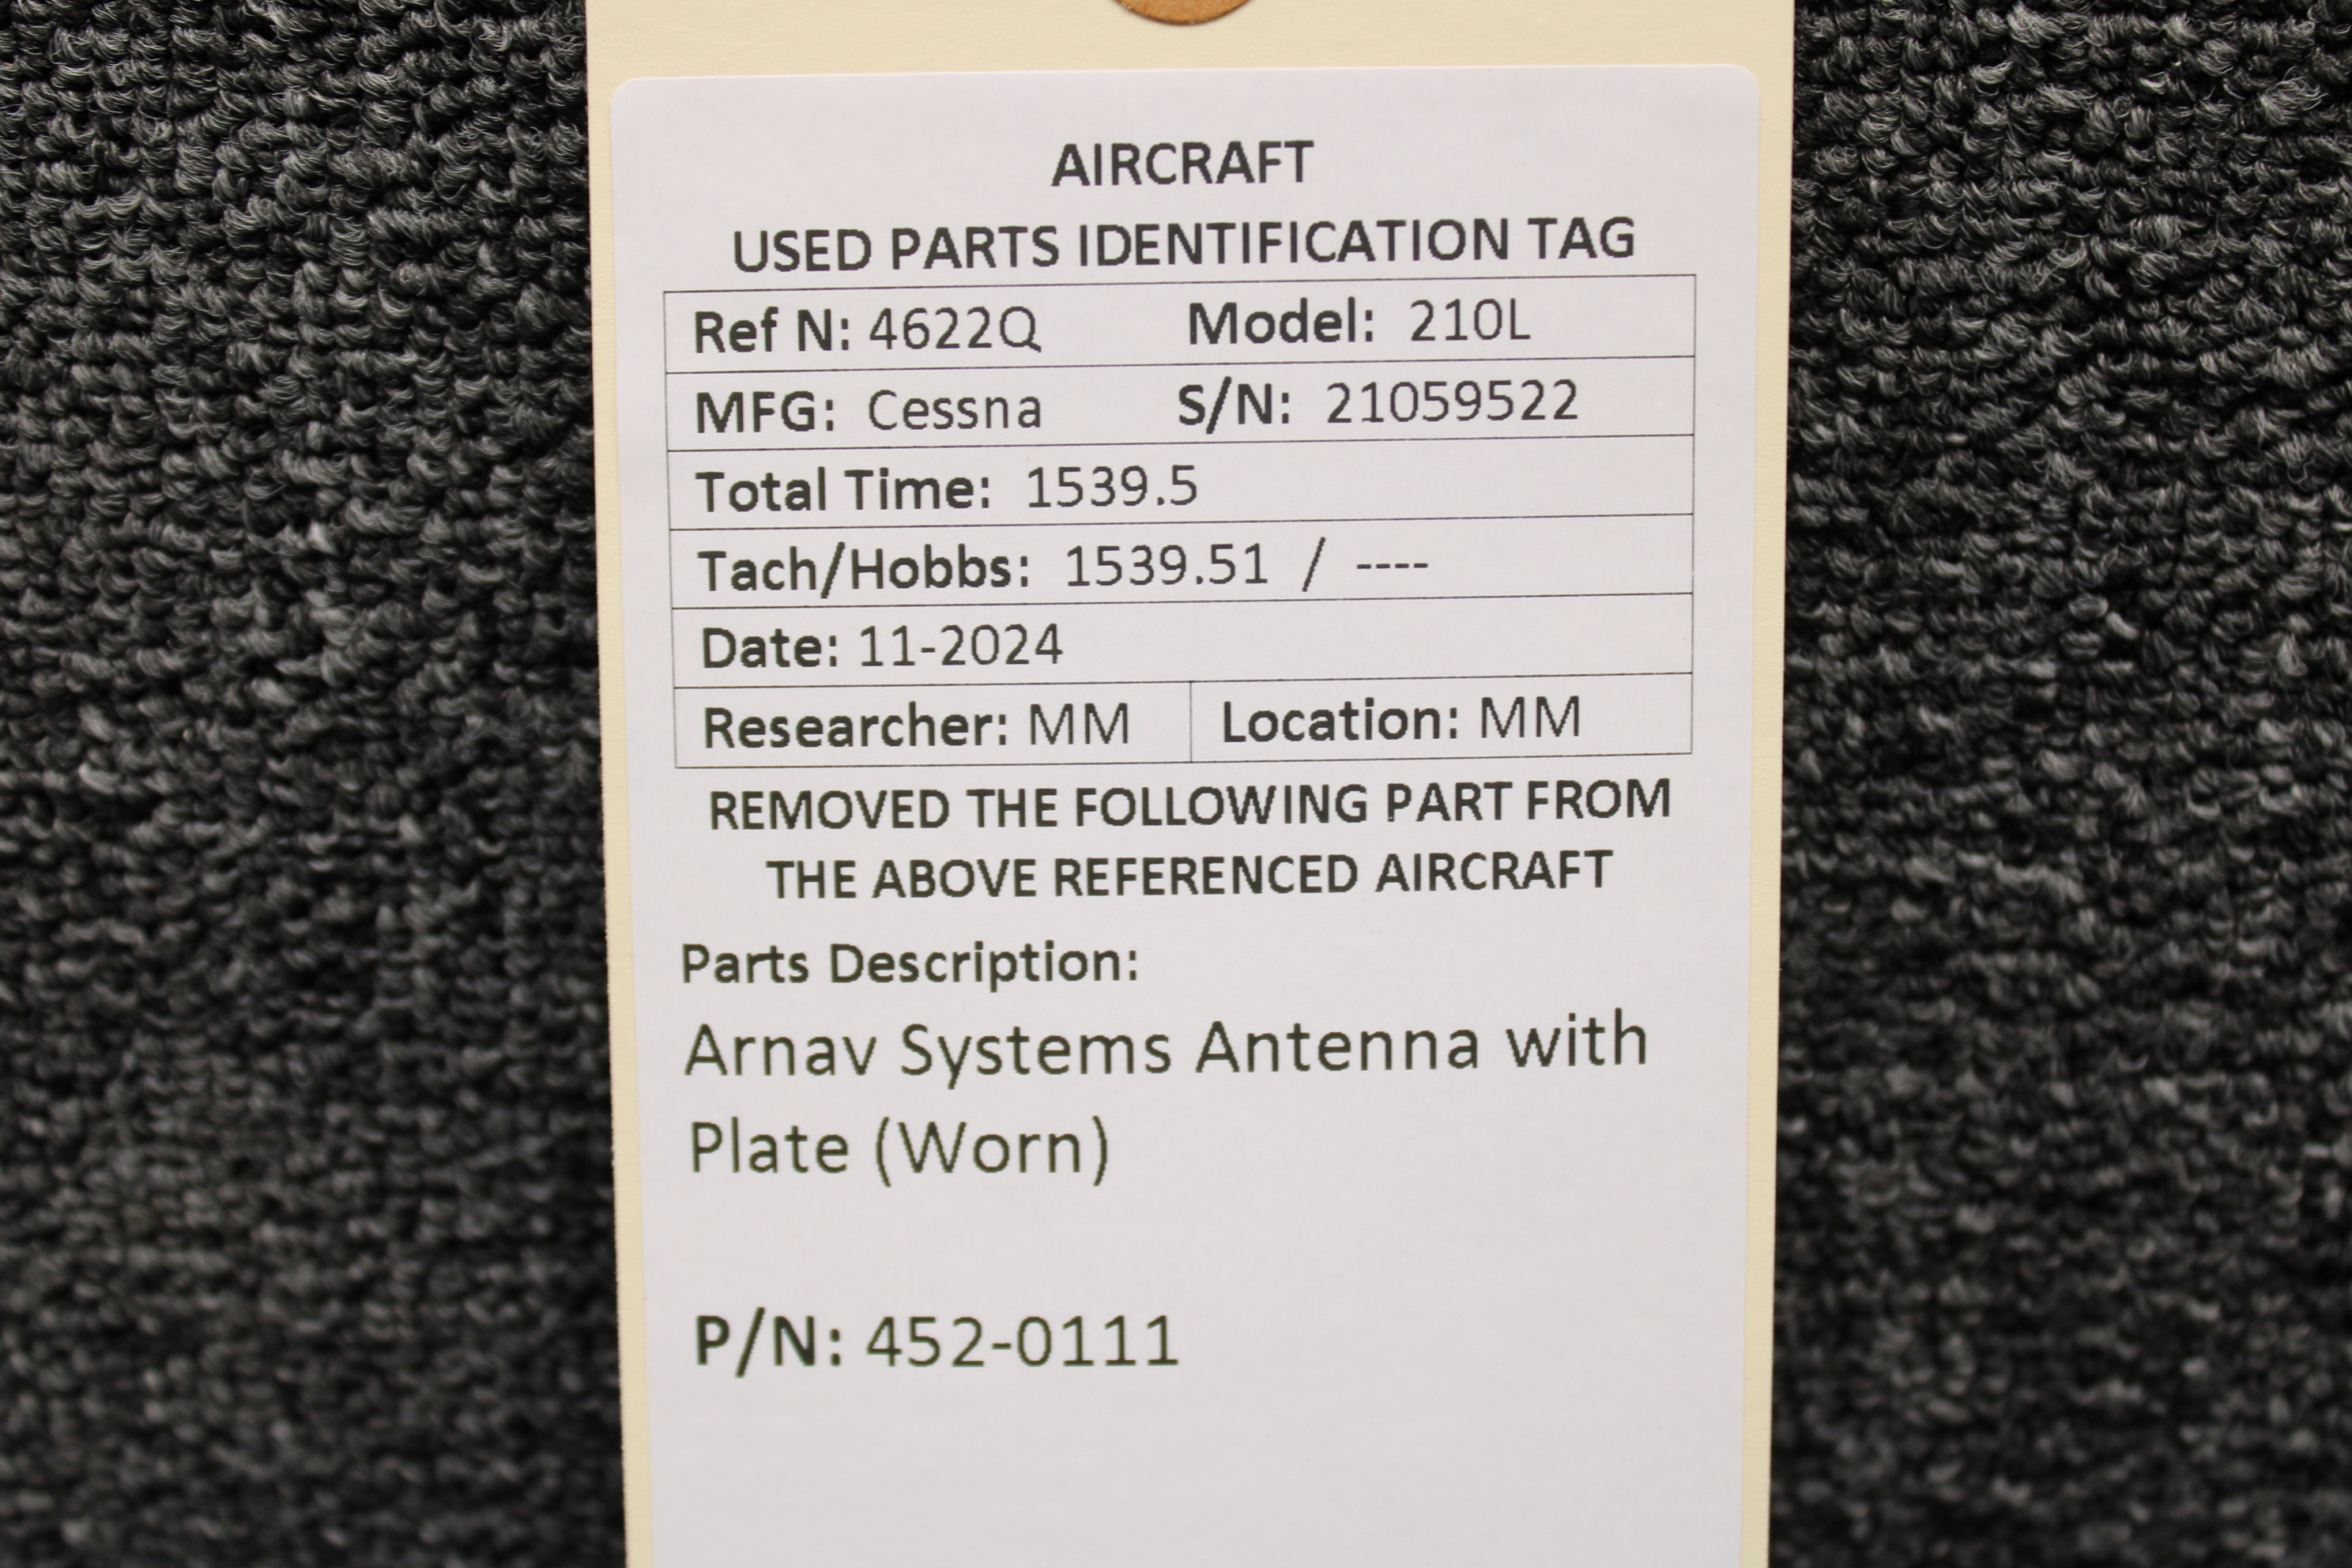 AIRCRAFT
USED PARTS IDENTIFICATION TAG
Ref N: 4622Q Model: 210L
MFG: Cessna S/N: 21059522
Total Time: 1539.5
Tach/Hobbs: 1539.51 / ----
Date: 11-2024
Researcher: MM Location: MM
REMOVED THE FOLLOWING PART FROM
THE ABOVE REFERENCED AIRCRAFT
Parts Description:
Arnav Systems Antenna with
Plate (Worn)
P/N: 452-0111